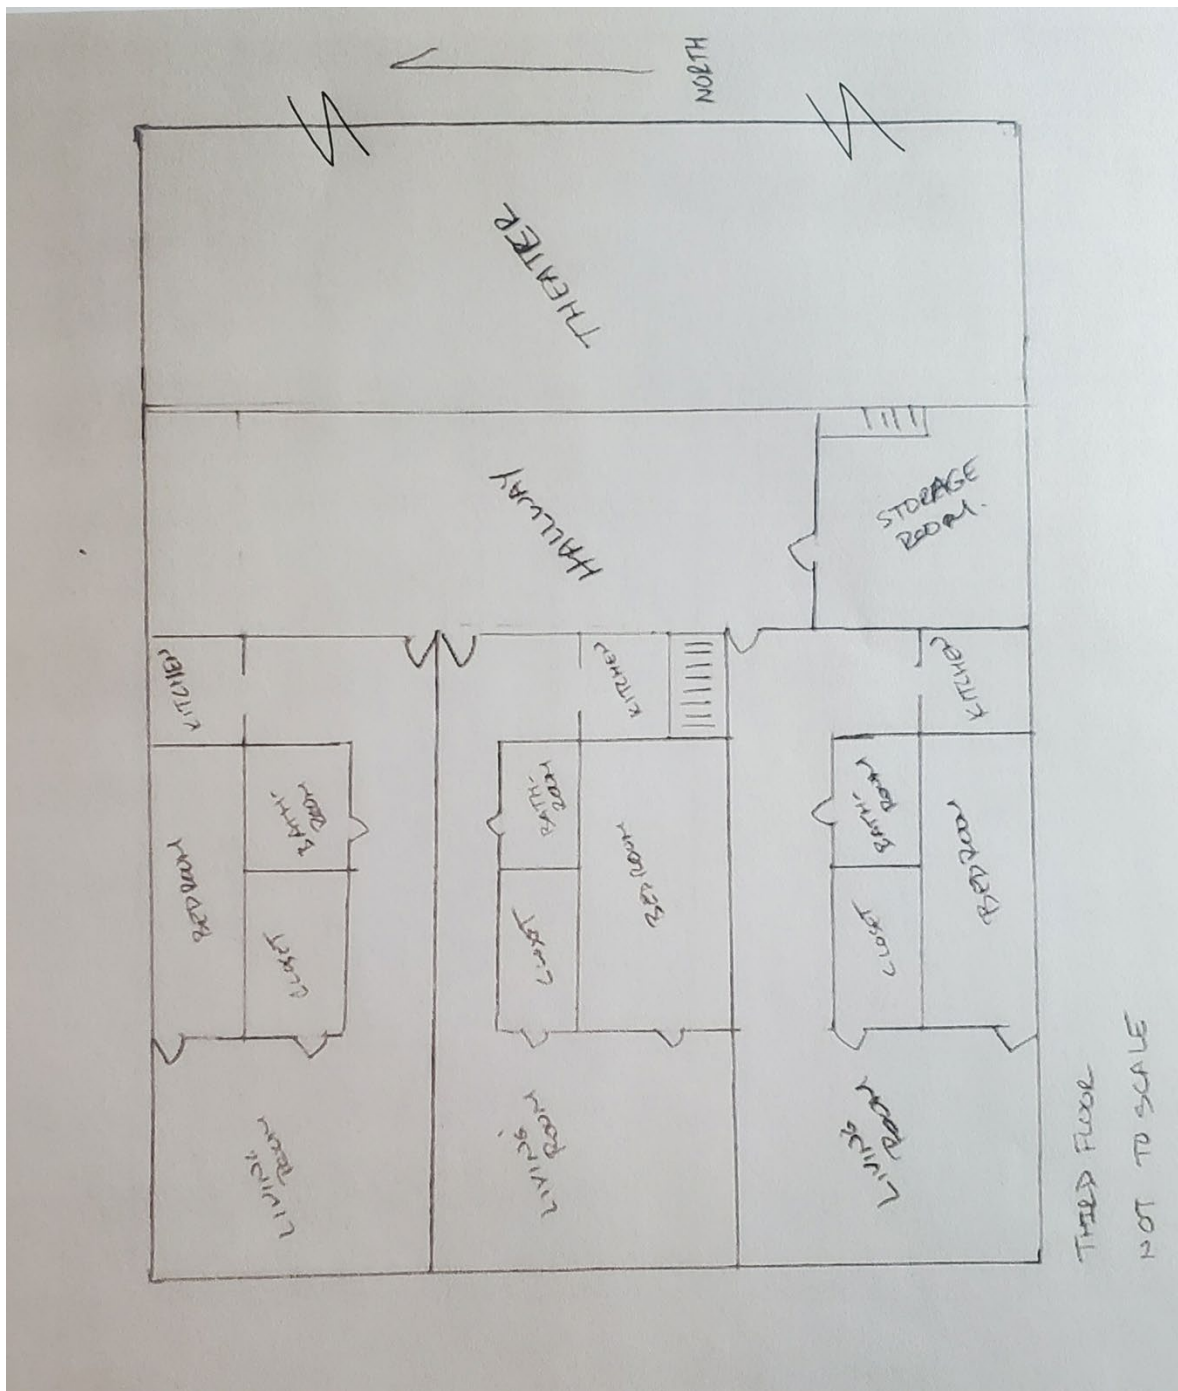 NORTH
THEATER
HALLWAY
STORAGE
ROOM.
KITCHEN
KITCHEN
KITCHEN
BATH-
ROOM
BATH-
ROOM
BATH-
ROOM
BEDROOM
BEDROOM
BEDROOM
CLOSET
CLOSET
CLOSET
LIVING
ROOM
LIVING
ROOM
LIVING
ROOM
THIRD FLOOR
NOT TO SCALE